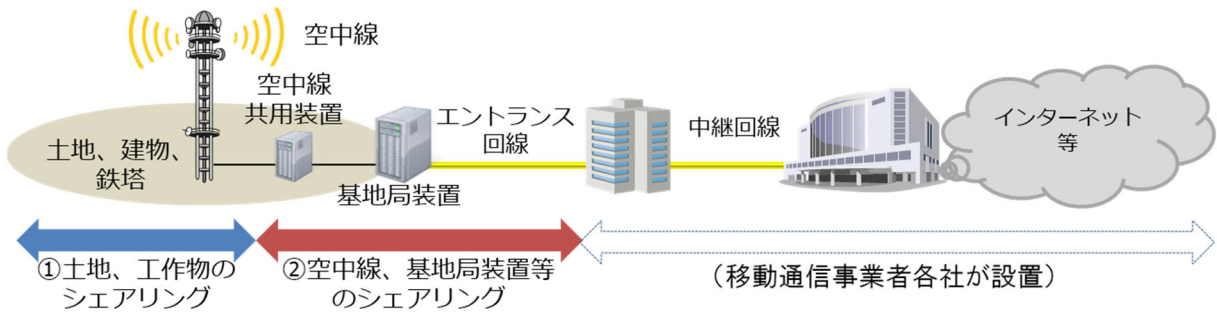 空中線
空中線
共用装置
土地、建物、
鉄塔
基地局装置
エントランス
回線
中継回線
インターネット
等
①土地、工作物の
シェアリング
②空中線、基地局装置等
のシェアリング
（移動通信事業者各社が設置）